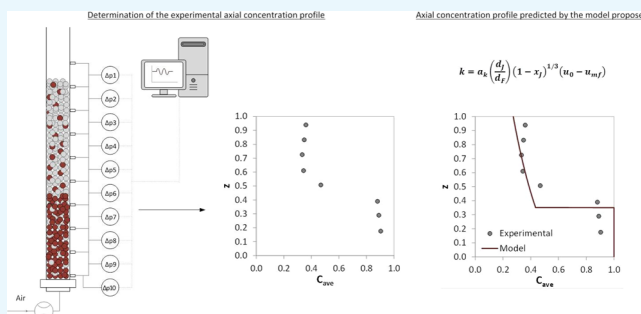 Determination of the experimental axial concentration profile
Axial concentration profile predicted by the model propose
Δp1
Δp2
Δp3
Δp4
Δp5
Δp6
Δp7
Δp8
Δp9
Δp10
Air
k = a_k (d_J / d_F) (1 − x_J)^{1/3} (u_0 − u_{mf})
1.0
0.9
0.8
0.7
0.6
0.5
0.4
0.3
0.2
0.1
0.0
z
0.0 0.2 0.4 0.6 0.8 1.0
C_ave
1.0
0.9
0.8
0.7
0.6
0.5
0.4
0.3
0.2
0.1
0.0
z
Experimental
Model
0.0 0.2 0.4 0.6 0.8 1.0
C_ave